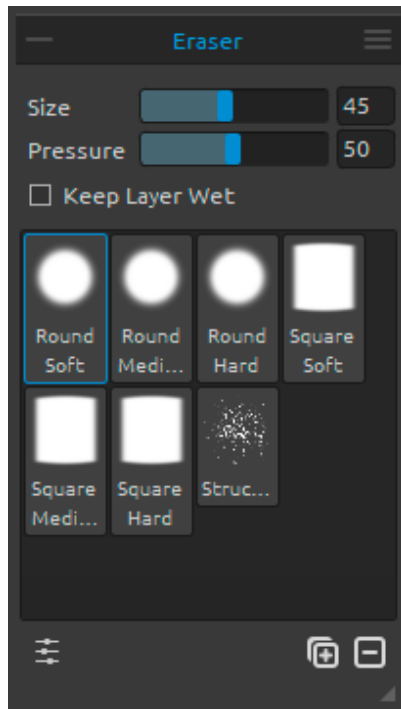 Eraser
Size 45
Pressure 50
Keep Layer Wet
Round Soft
Round Medi...
Round Hard
Square Soft
Square Medi...
Square Hard
Struc...